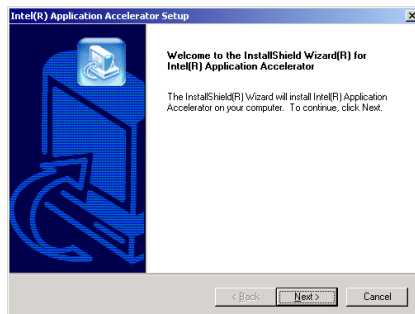 Intel(R) Application Accelerator Setup
Welcome to the InstallShield Wizard(R) for
Intel(R) Application Accelerator
The InstallShield(R) Wizard will install Intel(R) Application
Accelerator on your computer. To continue, click Next.
< Back
Next >
Cancel